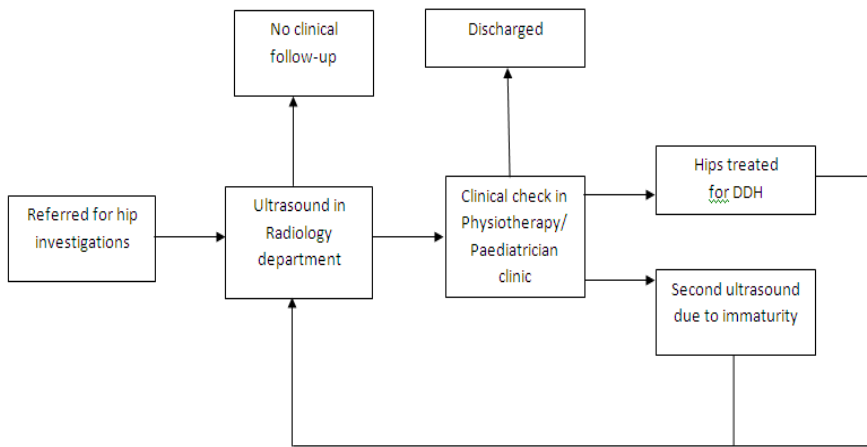 No clinical
follow-up
Discharged
Referred for hip
investigations
Ultrasound in
Radiology
department
Clinical check in
Physiotherapy/
Paediatrician
clinic
Hips treated
for DDH
Second ultrasound
due to immaturity